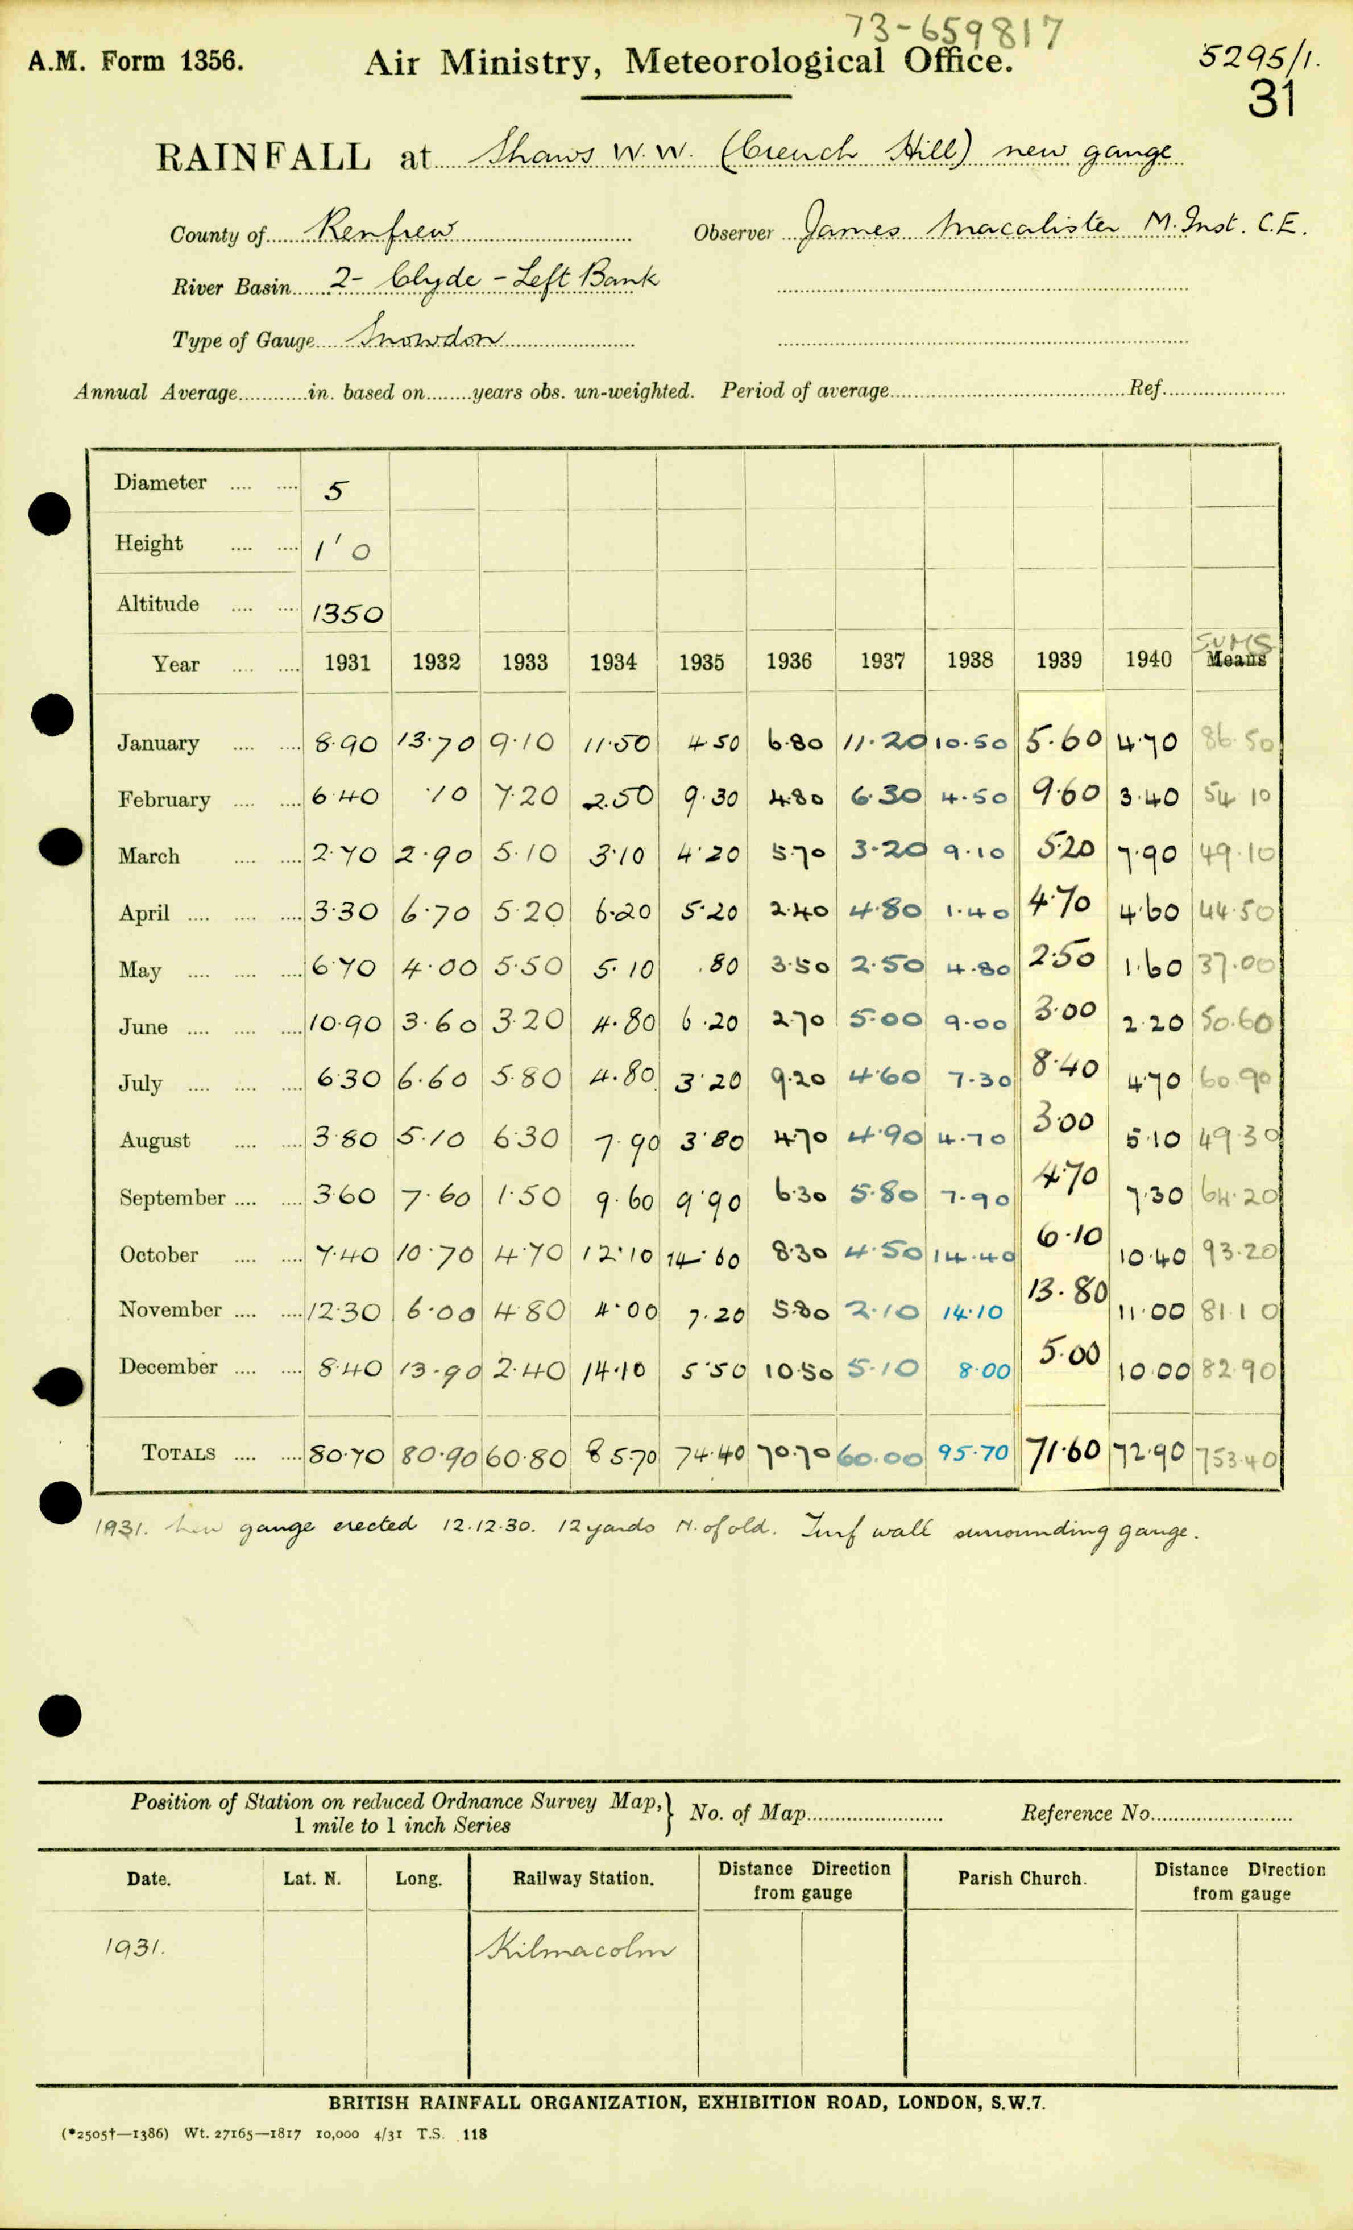 73-659817
A.M. Form 1356. Air Ministry, Meteorological Office. 5295/1.
31
RAINFALL at Shaws W.W. (Creuch Hill) new gauge
County of Renfrew Observer James Macalister M.Inst. C.E.
River Basin 2- Clyde - Left Bank
Type of Gauge Snowdon
Annual Average............in. based on........years obs. un-weighted. Period of average........................................Ref......................
Diameter .... .... 5
Height .... .... 1' 0
Altitude .... .... 1350
SUMS
Year .... .... 1931 1932 1933 1934 1935 1936 1937 1938 1939 1940 Means
January .... .... 8.90 13.70 9.10 11.50 4.50 6.80 11.20 10.50 5.60 4.70 86.50
February .... .... 6.40 .10 7.20 2.50 9.30 4.80 6.30 4.50 9.60 3.40 54.10
March .... .... 2.70 2.90 5.10 3.10 4.20 5.70 3.20 9.10 5.20 7.90 49.10
April .... .... .... 3.30 6.70 5.20 6.20 5.20 2.40 4.80 1.40 4.70 4.60 44.50
May .... .... .... 6.70 4.00 5.50 5.10 .80 3.50 2.50 4.80 2.50 1.60 37.00
June .... .... .... 10.90 3.60 3.20 4.80 6.20 2.70 5.00 9.00 3.00 2.20 50.60
July .... .... .... 6.30 6.60 5.80 4.80 3.20 9.20 4.60 7.30 8.40 4.70 60.90
August .... .... 3.80 5.10 6.30 7.90 3.80 4.70 4.90 4.70 3.00 5.10 49.30
September .... .... 3.60 7.60 1.50 9.60 9.90 6.30 5.80 7.90 4.70 7.30 64.20
October .... .... 7.40 10.70 4.70 12.10 14.60 8.30 4.50 14.40 6.10 10.40 93.20
November .... .... 12.30 6.00 4.80 4.00 7.20 5.80 2.10 14.10 13.80 11.00 81.10
December .... .... 8.40 13.90 2.40 14.10 5.50 10.80 5.10 8.00 5.00 10.00 82.90
TOTALS .... .... 80.70 80.90 60.80 85.70 74.40 70.70 60.00 95.70 71.60 72.90 753.40
1931. New gauge erected 12.12.30. 12 yards N. of old. Turf wall surrounding gauge.
Position of Station on reduced Ordnance Survey Map,} No. of Map........................ Reference No.........................
1 mile to 1 inch Series
Date. Lat. N. Long. Railway Station. Distance Direction from gauge Parish Church. Distance Direction from gauge
1931. Kilmacolm
BRITISH RAINFALL ORGANIZATION, EXHIBITION ROAD, LONDON, S.W.7.
(*2505†—1386) Wt. 27165—1817 10,000 4/31 T.S. 118